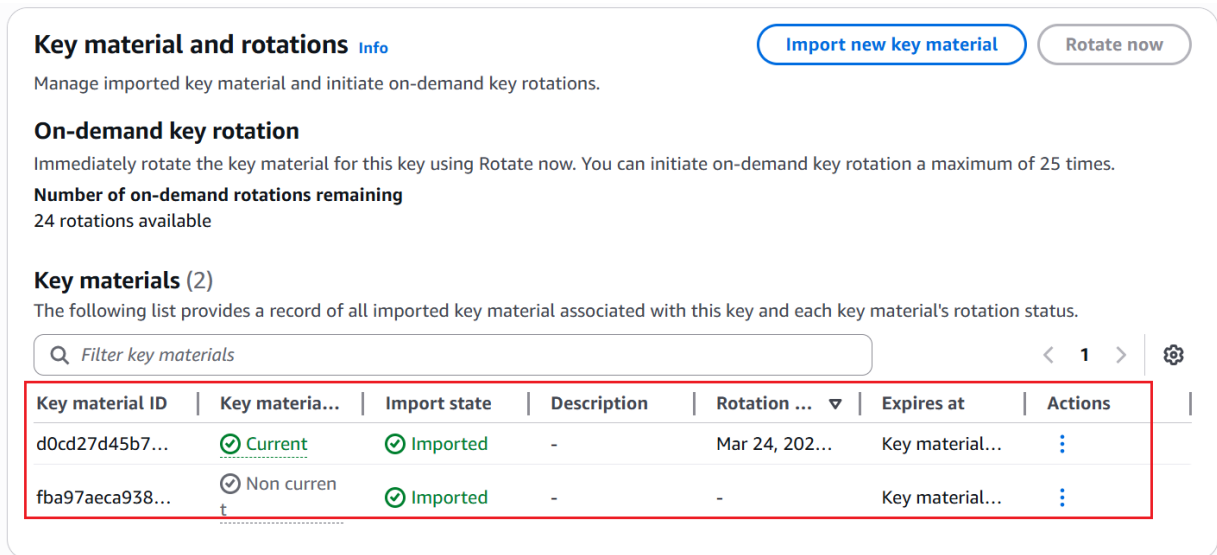 Key material and rotations Info
Import new key material
Rotate now
Manage imported key material and initiate on-demand key rotations.
On-demand key rotation
Immediately rotate the key material for this key using Rotate now. You can initiate on-demand key rotation a maximum of 25 times.
Number of on-demand rotations remaining
24 rotations available
Key materials (2)
The following list provides a record of all imported key material associated with this key and each key material's rotation status.
Filter key materials
1
Key material ID Key materia... Import state Description Rotation ... Expires at Actions
d0cd27d45b7... Current Imported - Mar 24, 202... Key material...
fba97aeca938... Non curren Imported - - Key material...
t